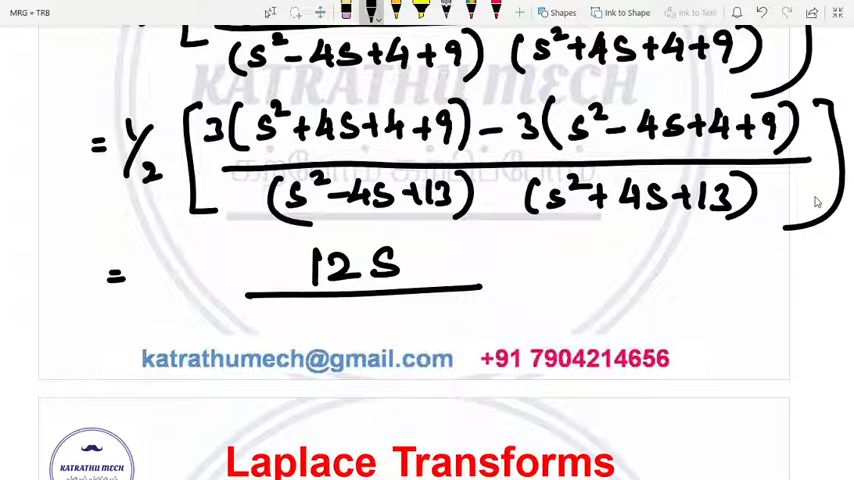 MRG » TRB
Shapes Ink to Shape Ink to Text
(s²-4s+4+9) (s²+4s+4+9)
= 1/2 [ 3(s²+4s+4+9) - 3(s²-4s+4+9) ]
(s²-4s+13) (s²+4s+13)
= 12s
KATRATHU MECH
katrathumech@gmail.com +91 7904214656
Laplace Transforms
KATRATHU MECH